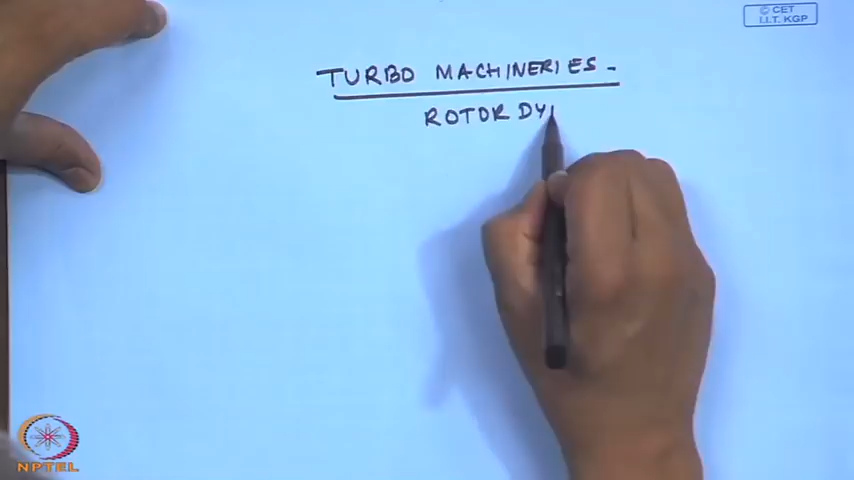 © CET
I.I.T. KGP
TURBO MACHINERIES -
ROTOR DY
NPTEL